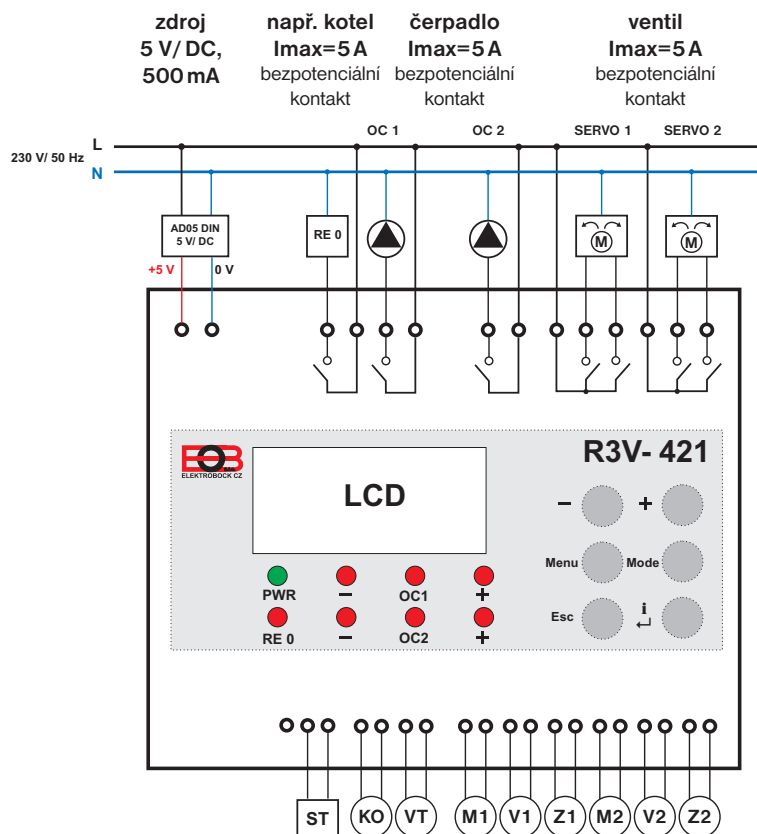 zdroj
5 V/ DC,
500 mA
např. kotel
Imax=5 A
bezpotenciální
kontakt
čerpadlo
Imax=5 A
bezpotenciální
kontakt
ventil
Imax=5 A
bezpotenciální
kontakt
OC 1
OC 2
SERVO 1
SERVO 2
L
230 V/ 50 Hz
N
AD05 DIN
5 V/ DC
RE 0
M
M
+5 V
0 V
EOB
ELEKTROBOCK CZ
R3V- 421
LCD
− +
Menu Mode
Esc i
PWR − OC1 +
RE 0 − OC2 +
ST KO VT M1 V1 Z1 M2 V2 Z2